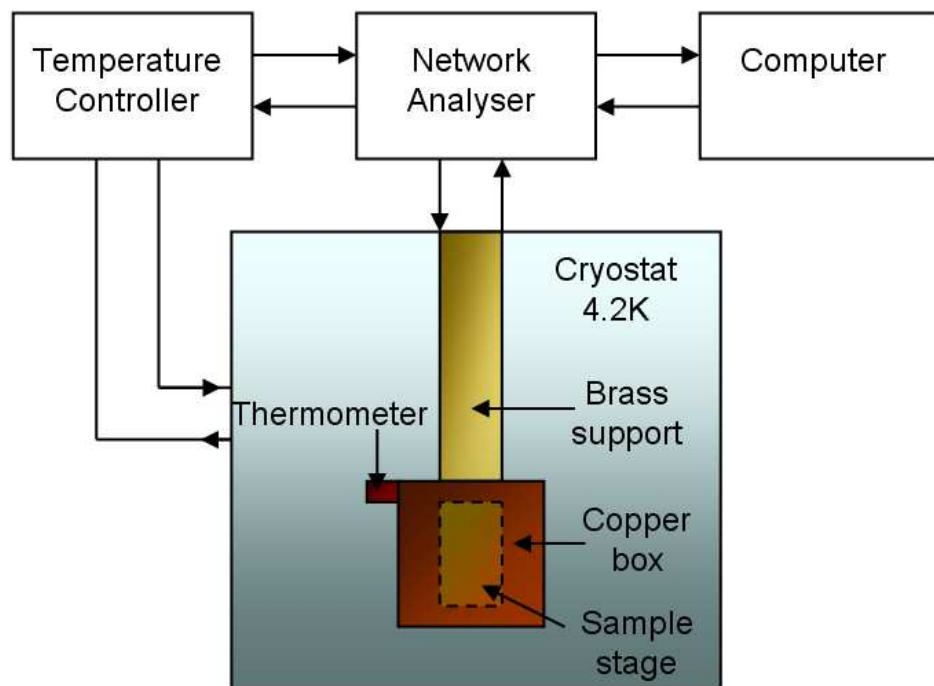 Temperature
Controller
Network
Analyser
Computer
Cryostat
4.2K
Thermometer
Brass
support
Copper
box
Sample
stage